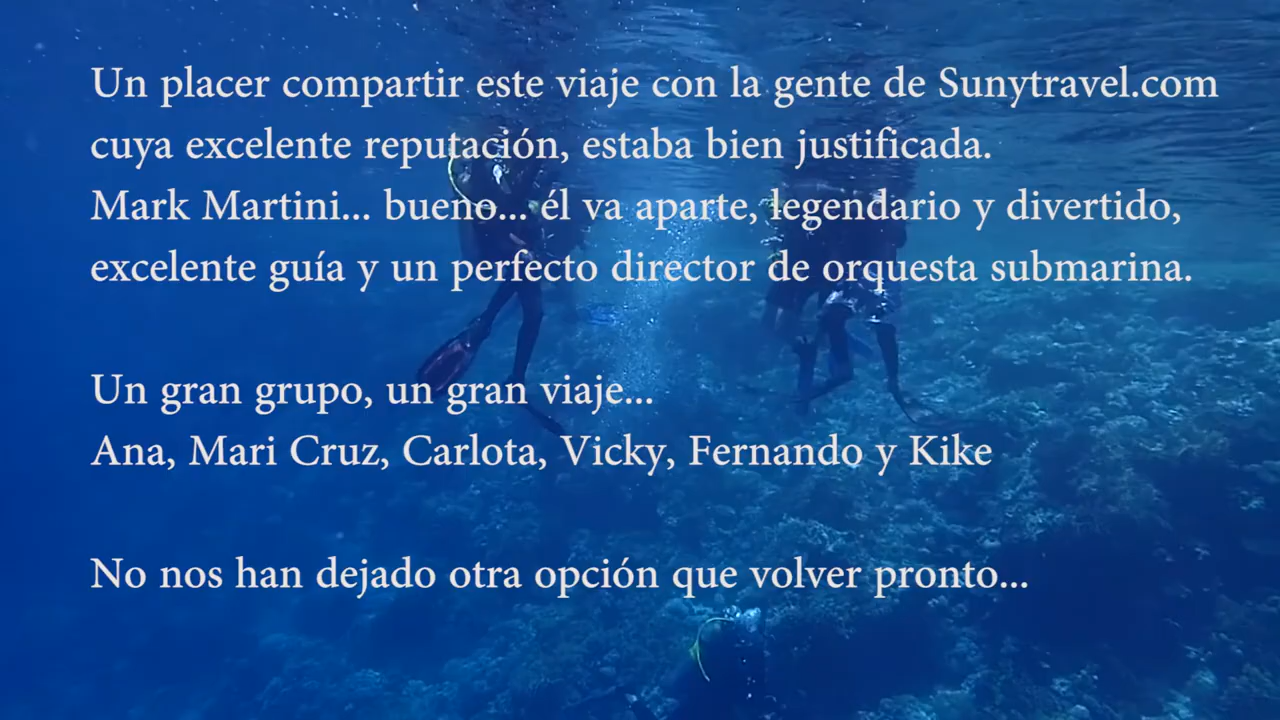 Un placer compartir este viaje con la gente de Sunytravel.com
cuya excelente reputación, estaba bien justificada.
Mark Martini... bueno... él va aparte, legendario y divertido,
excelente guía y un perfecto director de orquesta submarina.
Un gran grupo, un gran viaje...
Ana, Mari Cruz, Carlota, Vicky, Fernando y Kike
No nos han dejado otra opción que volver pronto...